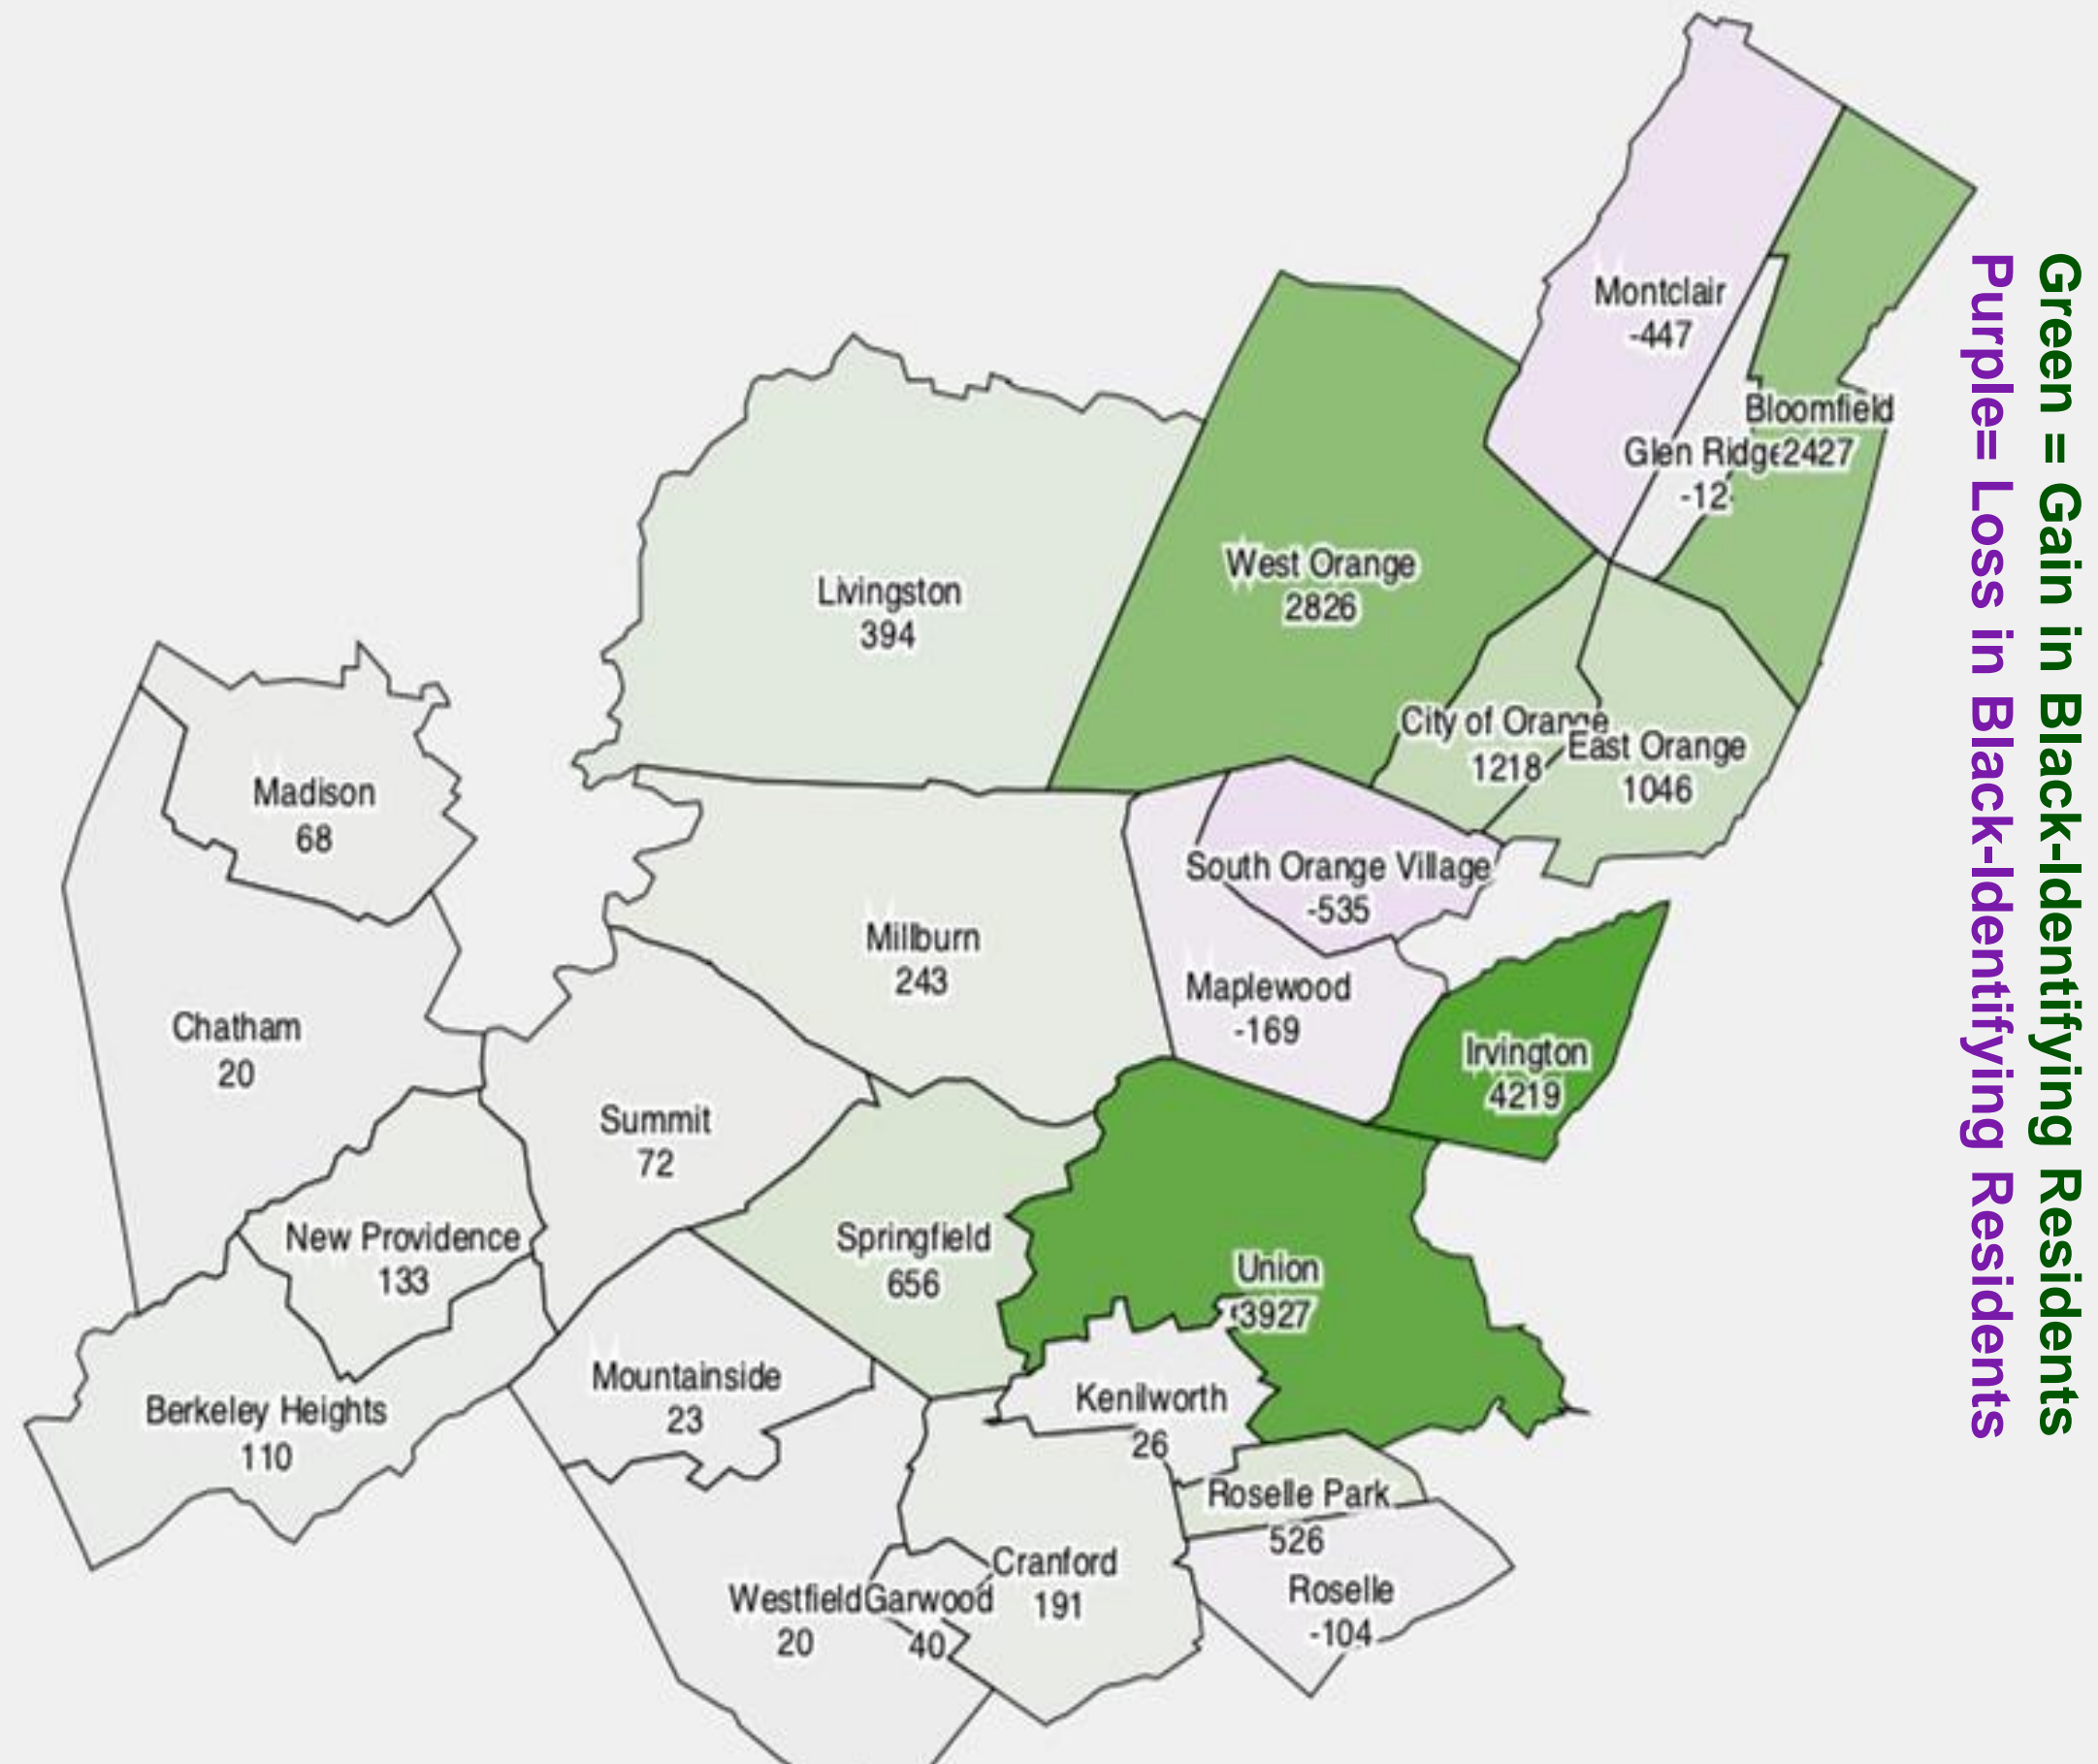 Montclair
-447
Bloomfield
2427
Glen Ridge
-12
West Orange
2826
Livingston
394
City of Orange
1218
East Orange
1046
Madison
68
South Orange Village
-535
Millburn
243
Maplewood
-169
Chatham
20
Irvington
4219
Summit
72
New Providence
133
Springfield
656
Union
3927
Mountainside
23
Kenilworth
26
Berkeley Heights
110
Roselle Park
526
Cranford
191
Westfield
20
Garwood
40
Roselle
-104
Green = Gain in Black-Identifying Residents
Purple= Loss in Black-Identifying Residents